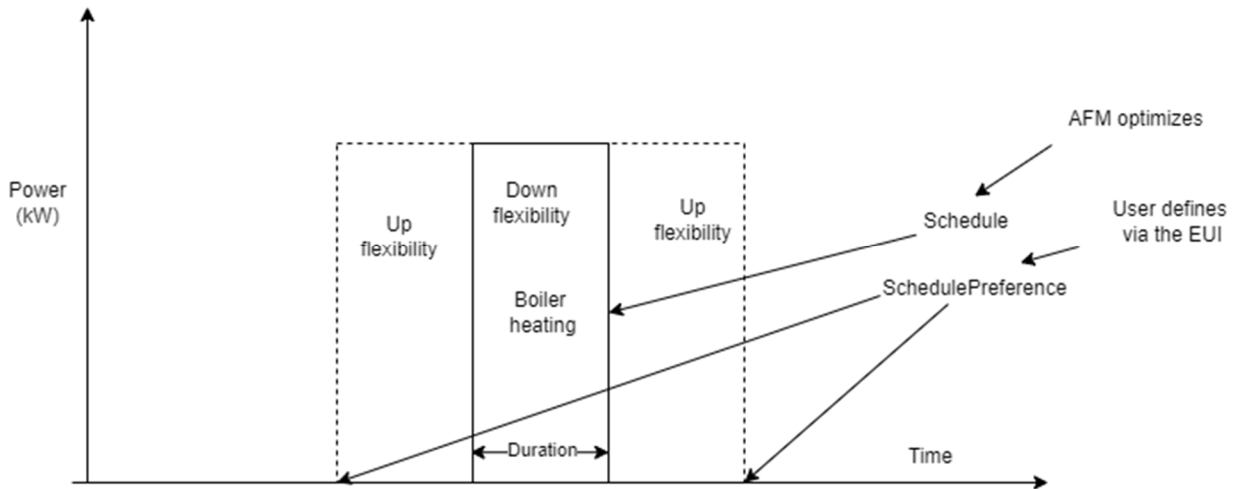 AFM optimizes
Power
(kW)
Down
flexibility
Up
flexibility
Up
flexibility
Schedule
User defines
via the EUI
SchedulePreference
Boiler
heating
Duration
Time